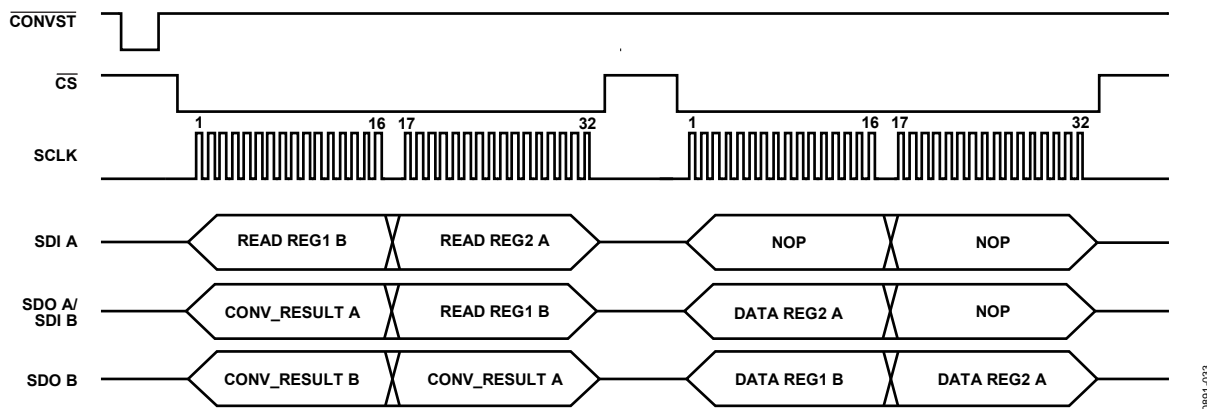 CONVST
CS
1 16 17 32 1 16 17 32
SCLK
SDI A READ REG1 B READ REG2 A NOP NOP
SDO A/
SDI B
CONV_RESULT A READ REG1 B DATA REG2 A NOP
SDO B CONV_RESULT B CONV_RESULT A DATA REG1 B DATA REG2 A